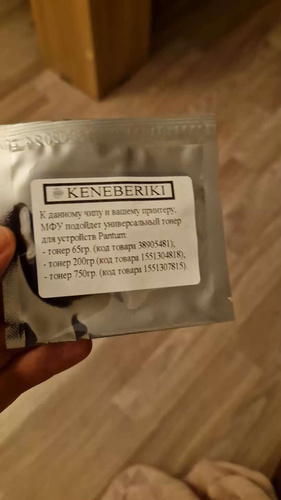 KENEBERIKI
К данному чипу и вашему принтеру,
МФУ подойдет универсальный тонер
для устройств Pantum:
- тонер 65гр. (код товара 38905481);
- тонер 200гр (код товара 1551304818);
- тонер 750гр. (код товара 1551307815).